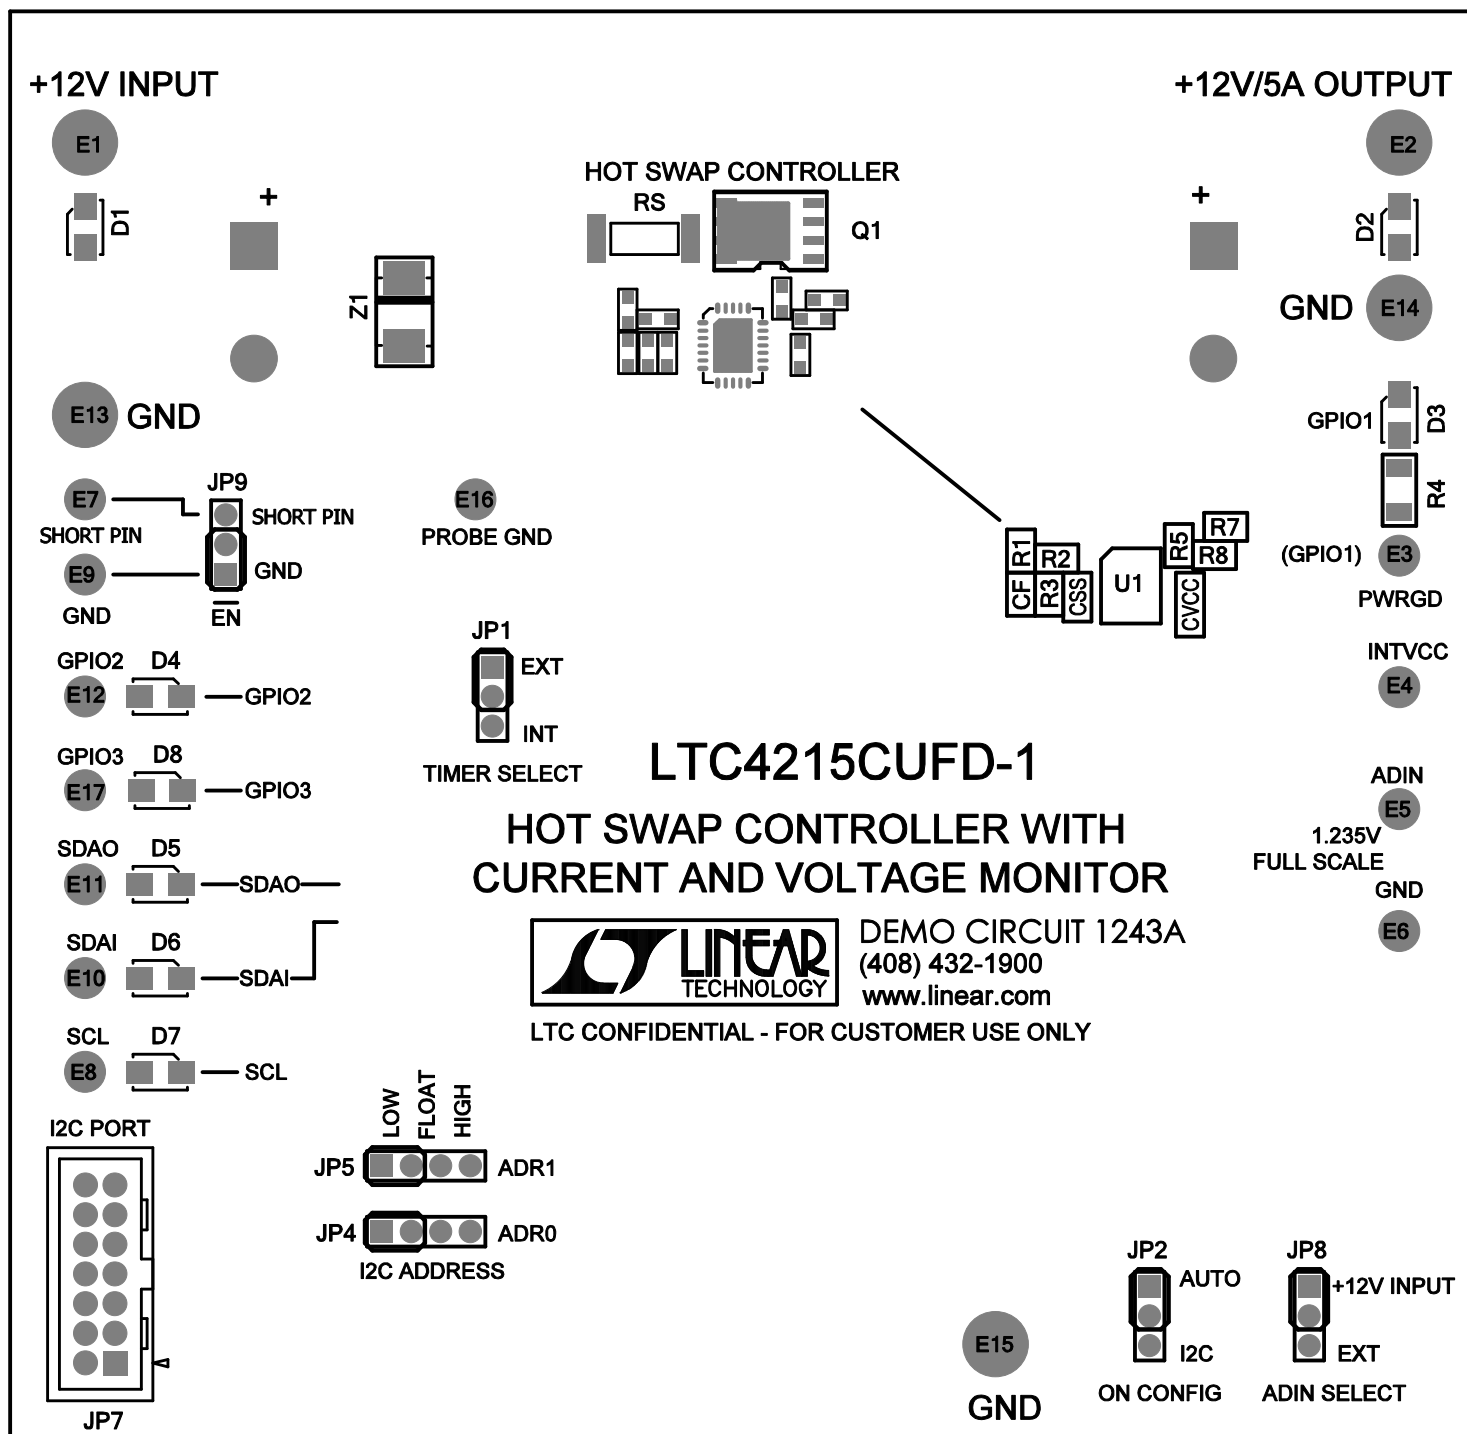 +12V INPUT
+12V/5A OUTPUT
E1
E2
HOT SWAP CONTROLLER
RS
Q1
D1
+
+
D2
Z1
GND
E14
E13
GND
GPIO1
D3
R4
E7
SHORT PIN
JP9
SHORT PIN
GND
EN
E9
GND
E16
PROBE GND
R1
R2
CF
R3
CSS
U1
R5
R7
R8
CVCC
(GPIO1)
E3
PWRGD
GPIO2
D4
E12
GPIO2
JP1
EXT
INT
TIMER SELECT
INTVCC
E4
GPIO3
D8
E17
GPIO3
LTC4215CUFD-1
HOT SWAP CONTROLLER WITH
CURRENT AND VOLTAGE MONITOR
ADIN
E5
1.235V
FULL SCALE
GND
E6
SDAO
D5
E11
SDAO
SDAI
D6
E10
SDAI
LINEAR
TECHNOLOGY
DEMO CIRCUIT 1243A
(408) 432-1900
www.linear.com
LTC CONFIDENTIAL - FOR CUSTOMER USE ONLY
SCL
D7
E8
SCL
I2C PORT
JP7
LOW
FLOAT
HIGH
JP5
ADR1
JP4
ADR0
I2C ADDRESS
E15
GND
JP2
AUTO
I2C
ON CONFIG
JP8
+12V INPUT
EXT
ADIN SELECT